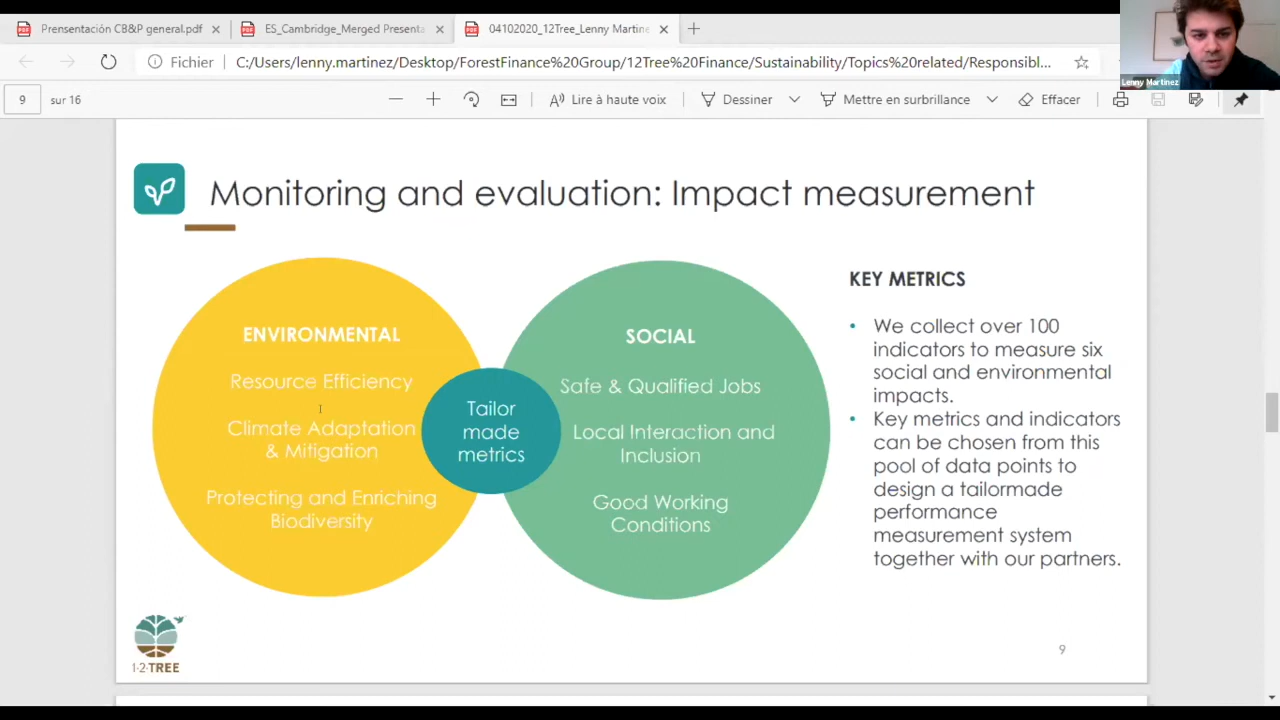 Prensentación CB&P general.pdf
ES_Cambridge_Merged Presenta
04102020_12Tree_Lenny Martine
Fichier
C:/Users/lenny.martinez/Desktop/ForestFinance%20Group/12Tree%20Finance/Sustainability/Topics%20related/Responsibl...
Lenny Martinez
9 sur 16
Lire à haute voix
Dessiner
Mettre en surbrillance
Effacer
Monitoring and evaluation: Impact measurement
ENVIRONMENTAL
Resource Efficiency
Climate Adaptation
& Mitigation
Protecting and Enriching
Biodiversity
Tailor
made
metrics
SOCIAL
Safe & Qualified Jobs
Local Interaction and
Inclusion
Good Working
Conditions
KEY METRICS
• We collect over 100
indicators to measure six
social and environmental
impacts.
• Key metrics and indicators
can be chosen from this
pool of data points to
design a tailormade
performance
measurement system
together with our partners.
1·2·TREE
9